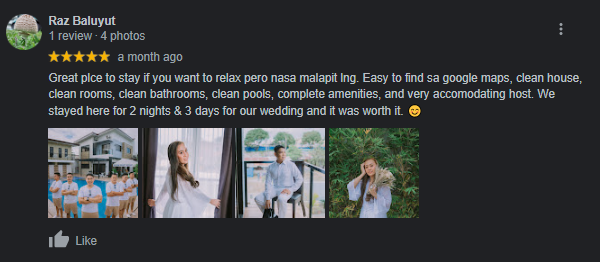 Raz Baluyut
1 review · 4 photos
a month ago
Great plce to stay if you want to relax pero nasa malapit lng. Easy to find sa google maps, clean house,
clean rooms, clean bathrooms, clean pools, complete amenities, and very accomodating host. We
stayed here for 2 nights & 3 days for our wedding and it was worth it. 😊
Like